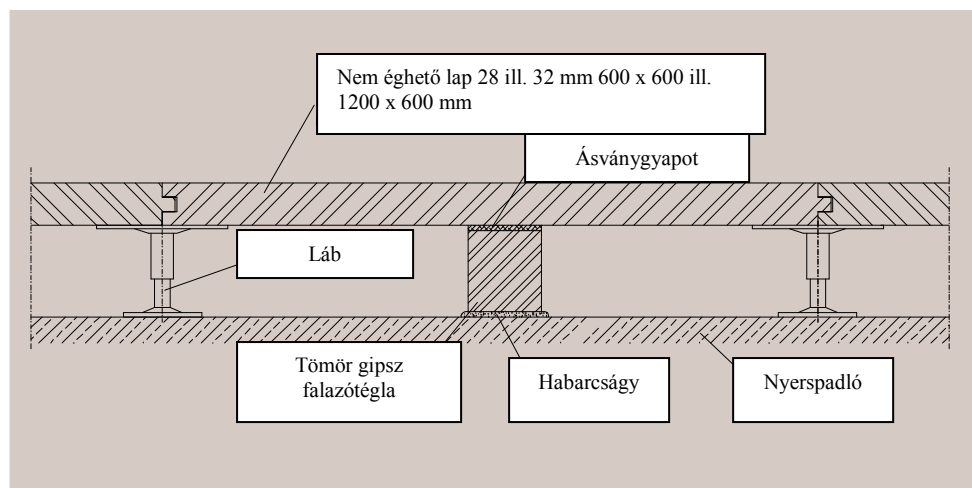 Nem éghető lap 28 ill. 32 mm 600 x 600 ill.
1200 x 600 mm
Ásványgyapot
Láb
Tömör gipsz
falazótégla
Habarcságy
Nyerspadló